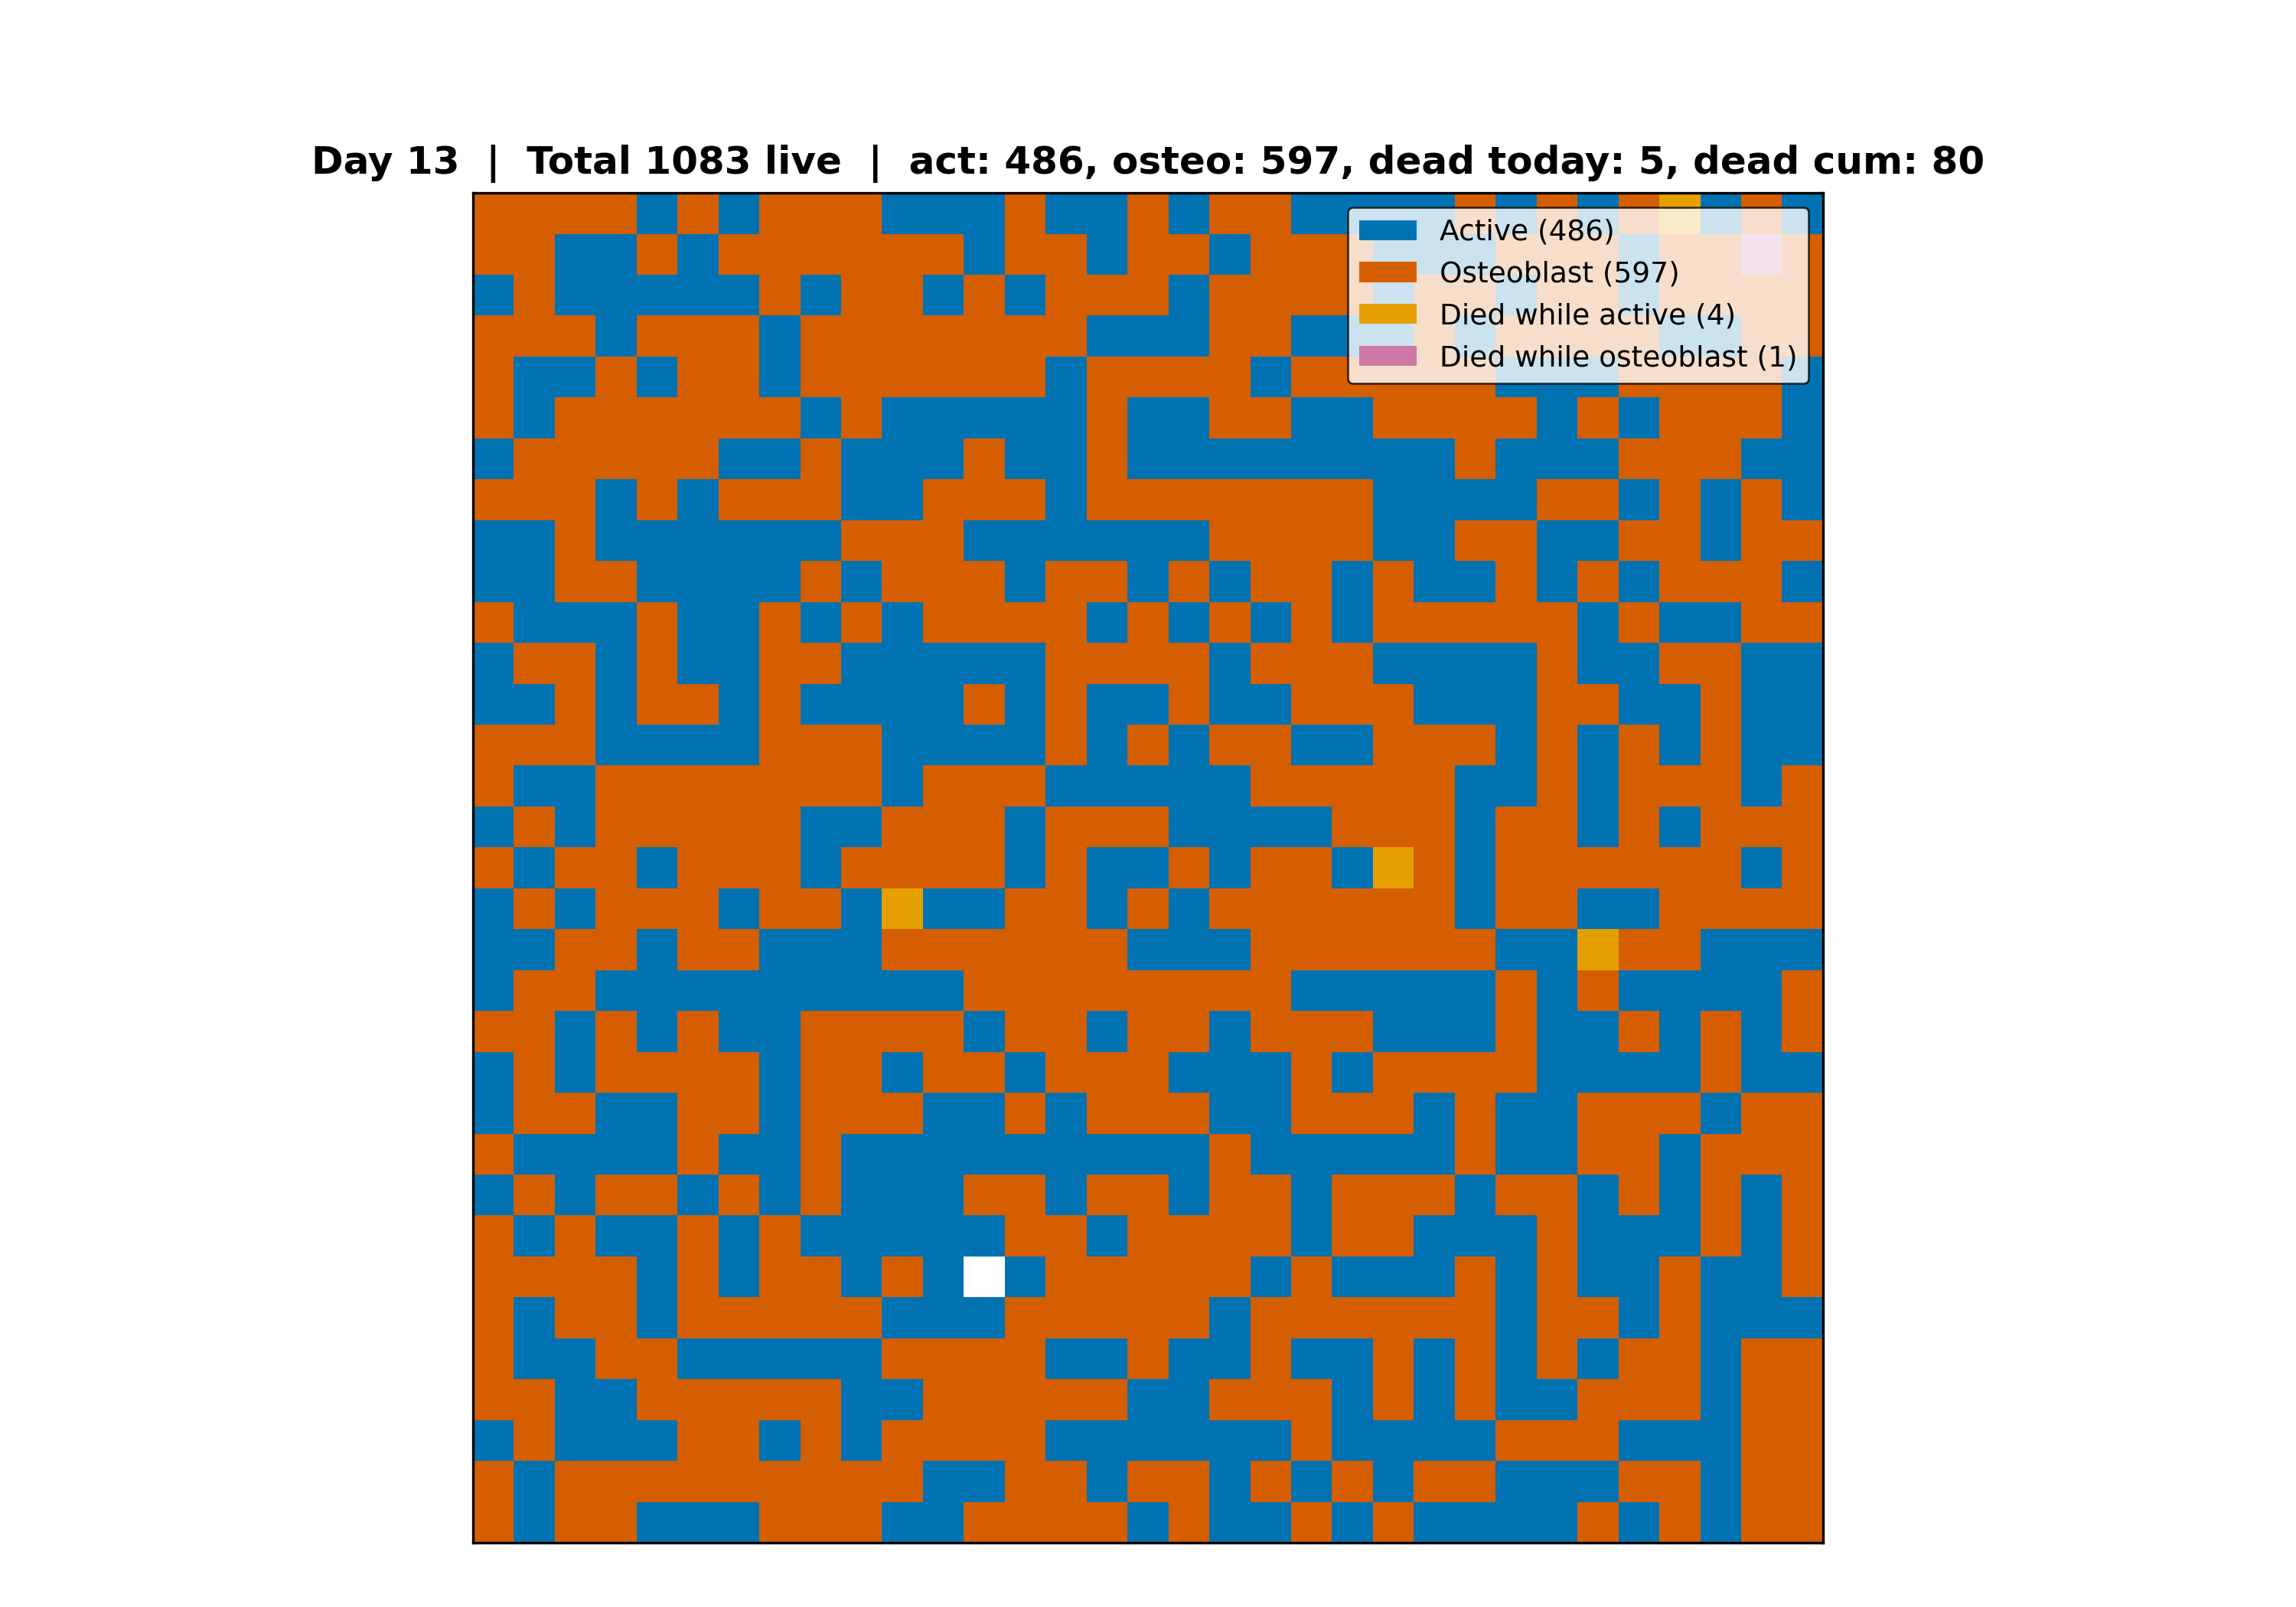 Day 13 | Total 1083 live | act: 486, osteo: 597, dead today: 5, dead cum: 80
Active (486)
Osteoblast (597)
Died while active (4)
Died while osteoblast (1)